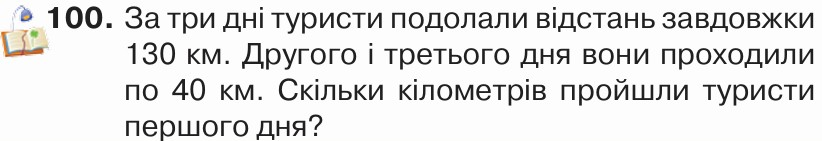 100. За три дні туристи подолали відстань завдовжки
130 км. Другого і третього дня вони проходили
по 40 км. Скільки кілометрів пройшли туристи
першого дня?